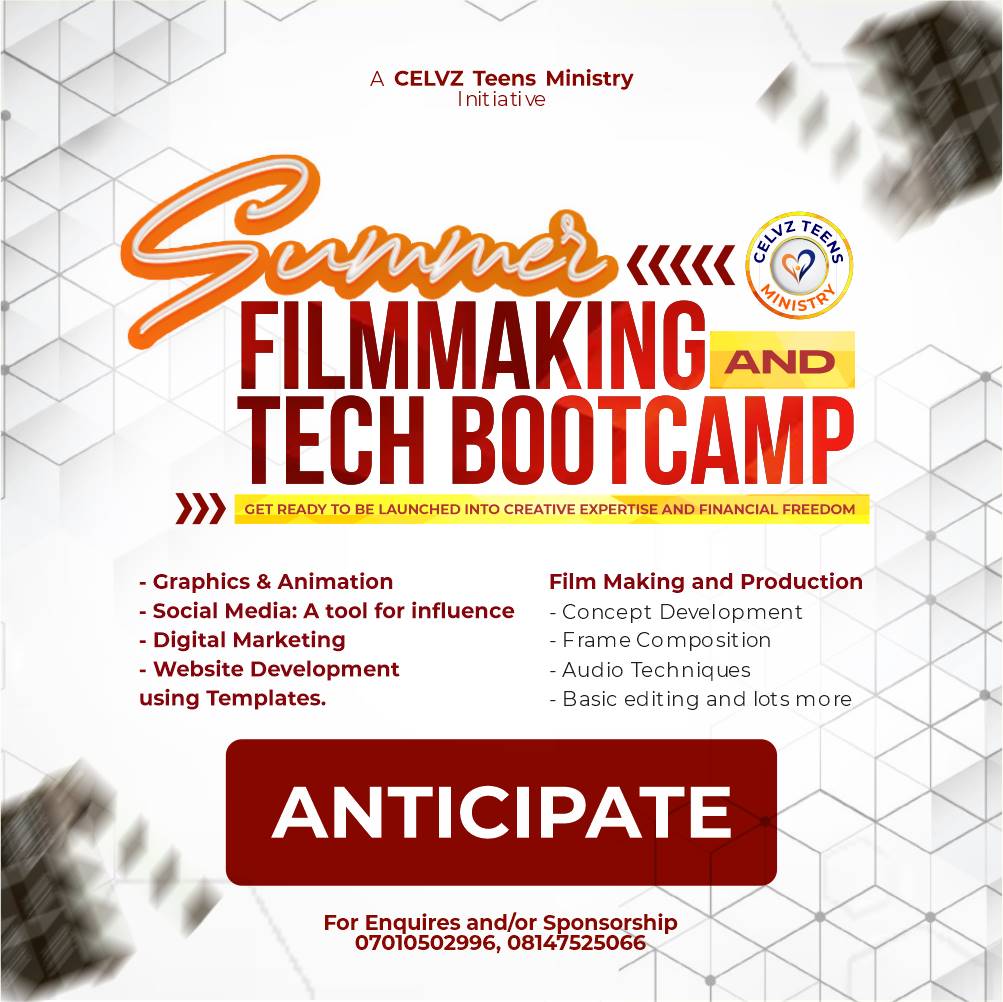 A CELVZ Teens Ministry
Initiative
Summer
CELVZ TEENS
MINISTRY
FILMMAKING AND
TECH BOOTCAMP
GET READY TO BE LAUNCHED INTO CREATIVE EXPERTISE AND FINANCIAL FREEDOM
- Graphics & Animation
- Social Media: A tool for influence
- Digital Marketing
- Website Development
using Templates.
Film Making and Production
- Concept Development
- Frame Composition
- Audio Techniques
- Basic editing and lots more
ANTICIPATE
For Enquires and/or Sponsorship
07010502996, 08147525066